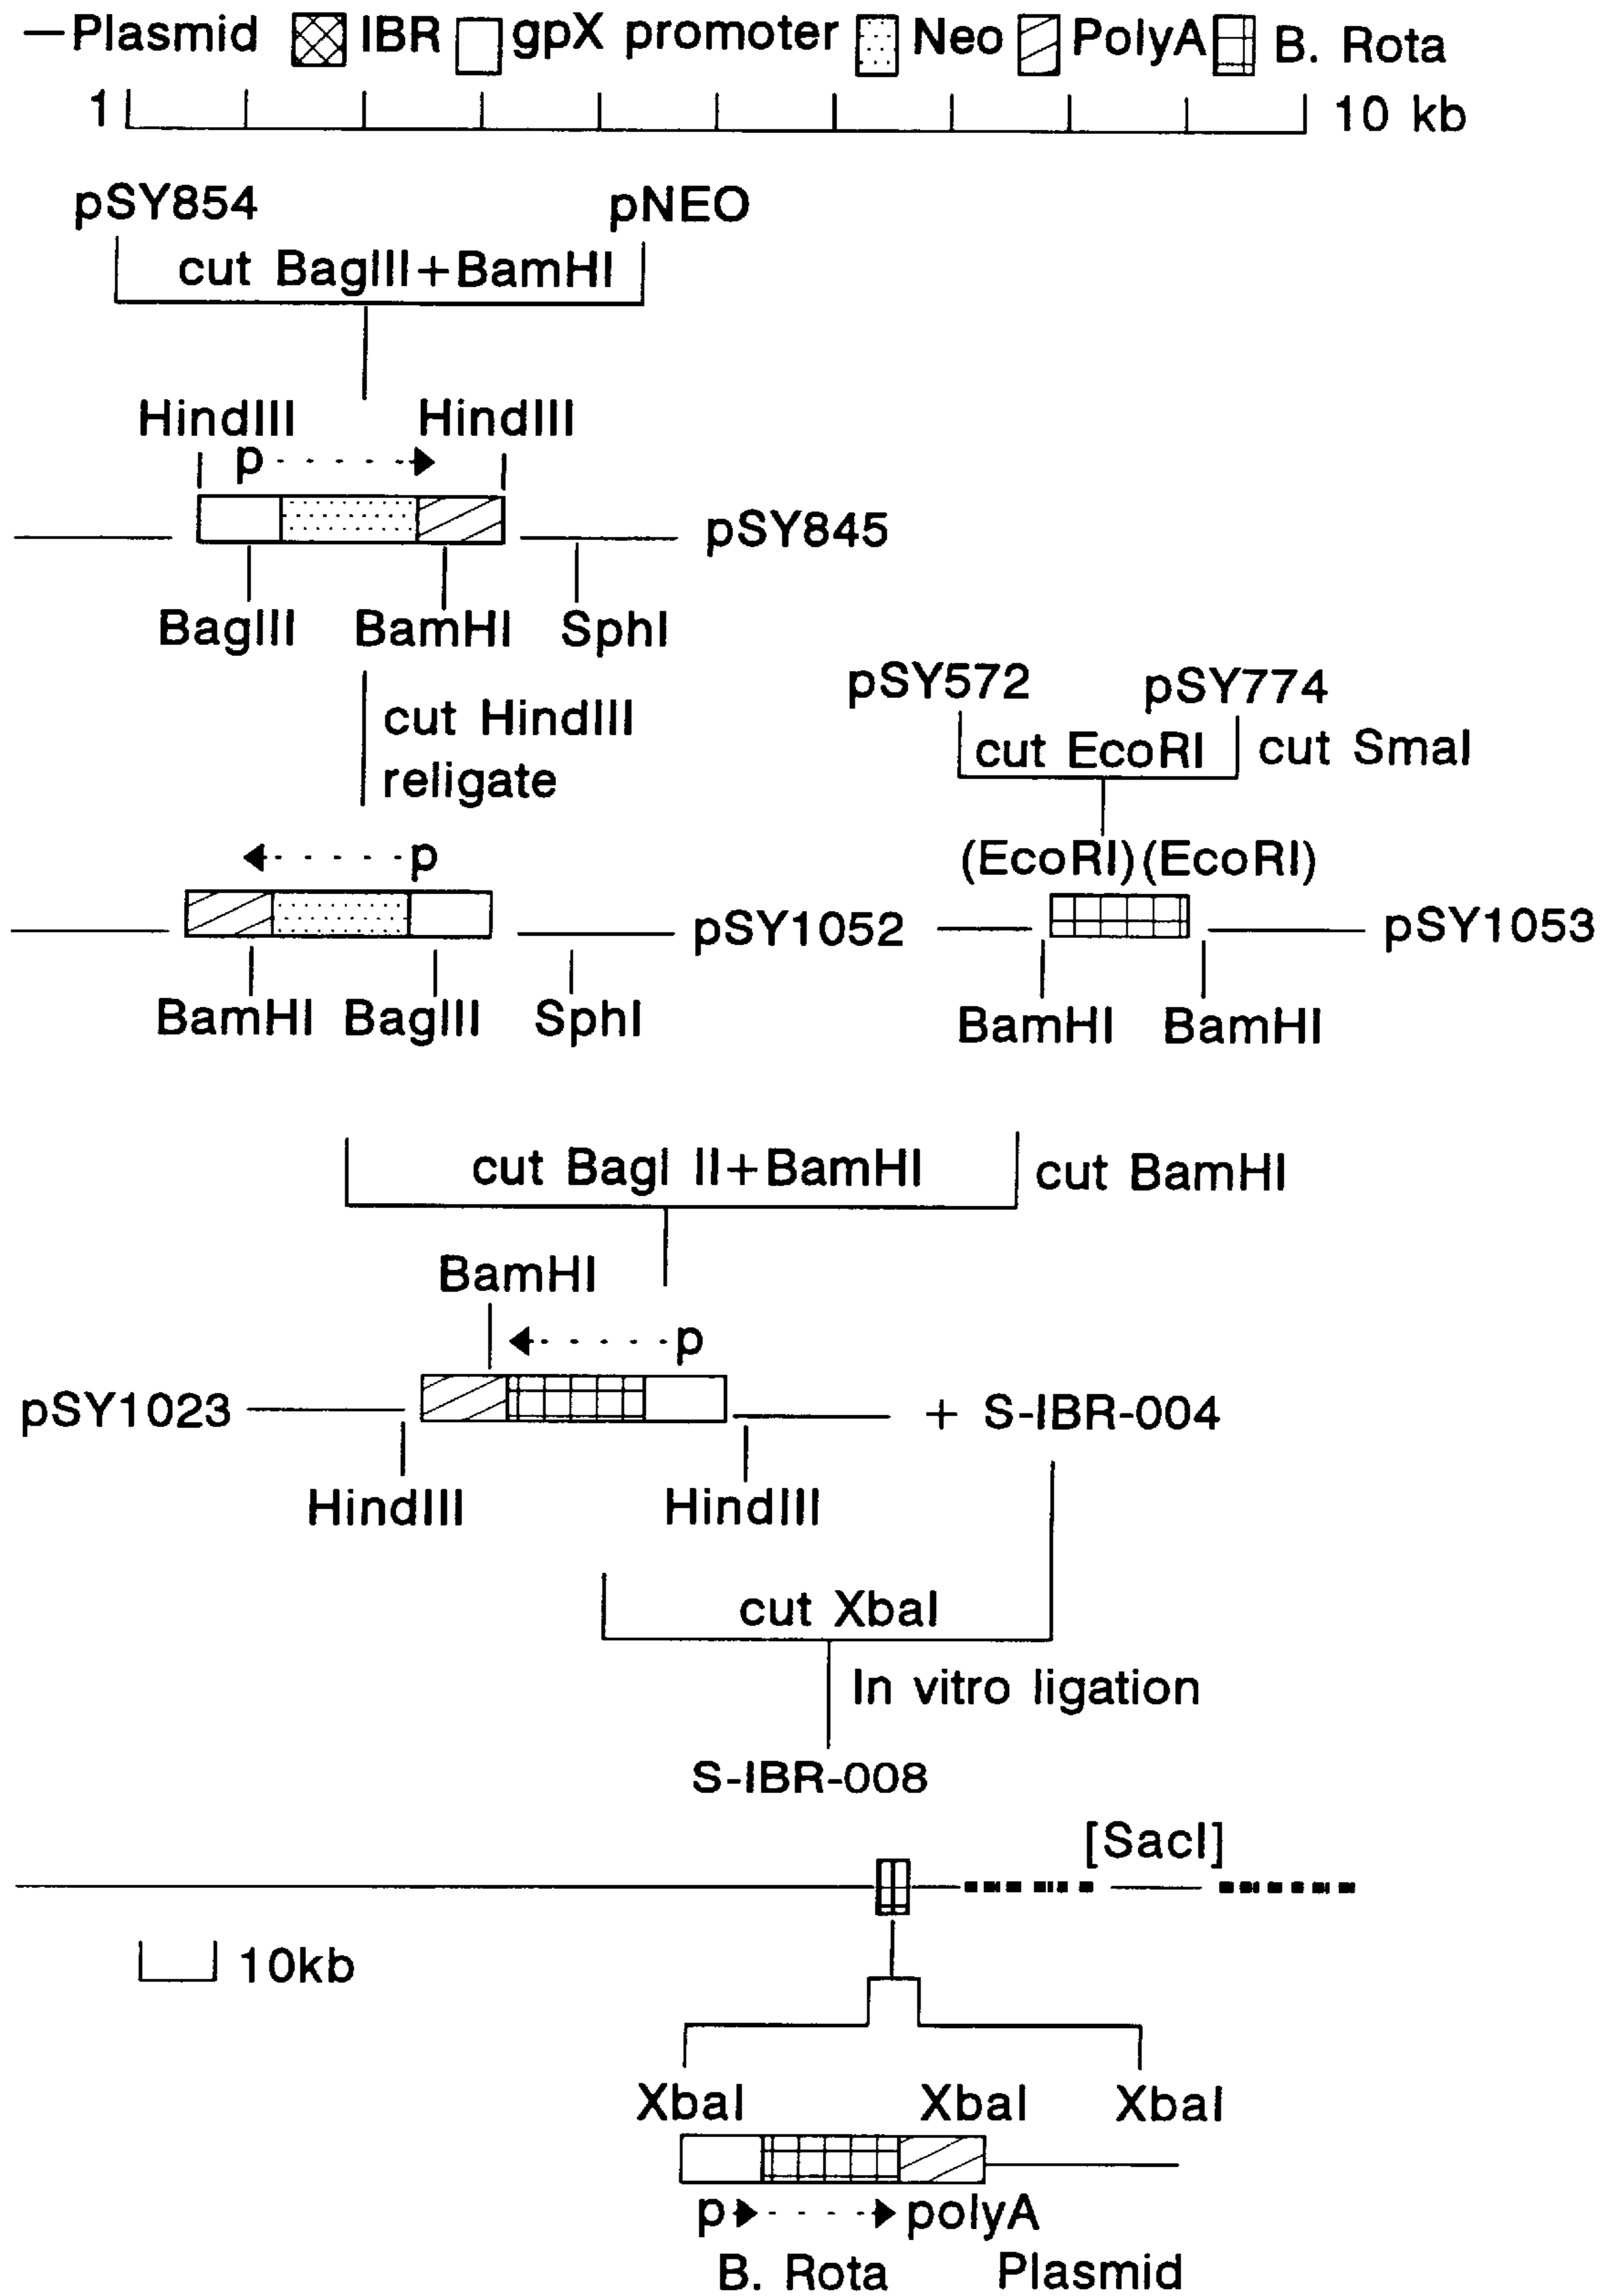 Plasmid IBR gpX promoter Neo PolyA B. Rota
1 10 kb
pSY854 pNEO
cut BagIII+BamHI
HindIII HindIII
p
pSY845
BagIII BamHI SphI
cut HindIII
religate
pSY572 pSY774
cut EcoRI cut SmaI
(EcoRI)(EcoRI)
p
pSY1052 pSY1053
BamHI BagIII SphI BamHI BamHI
cut BagI II+BamHI cut BamHI
BamHI
p
pSY1023 + S-IBR-004
HindIII HindIII
cut XbaI
In vitro ligation
S-IBR-008
[SacI]
10kb
XbaI XbaI XbaI
p polyA
B. Rota Plasmid